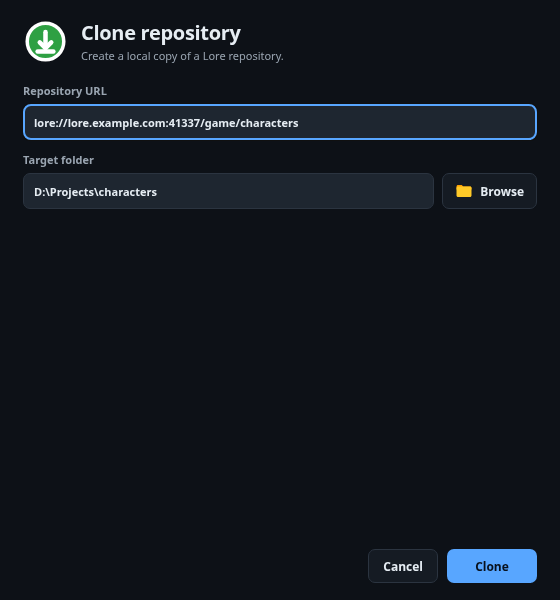 Clone repository
Create a local copy of a Lore repository.
Repository URL
lore://lore.example.com:41337/game/characters
Target folder
D:\Projects\characters
Browse
Cancel
Clone